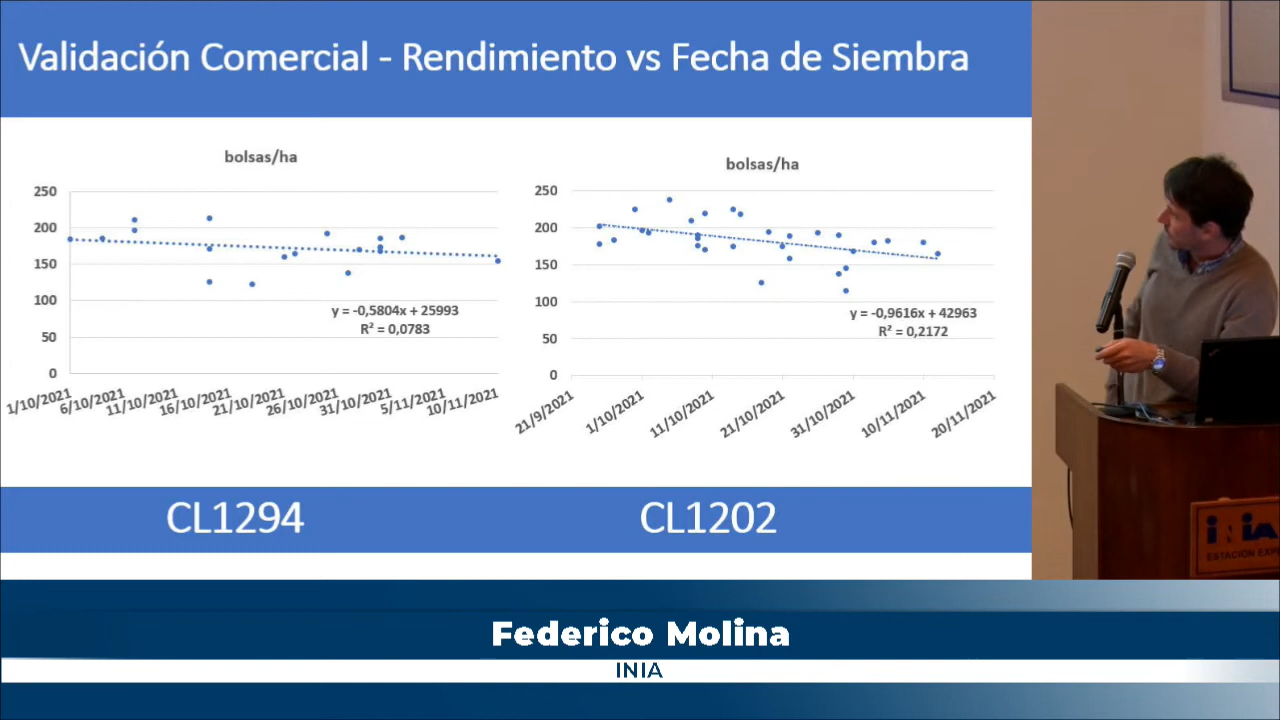 Validación Comercial - Rendimiento vs Fecha de Siembra
bolsas/ha
250
200
150
100
50
0
y = -0,5804x + 25993
R² = 0,0783
1/10/2021
6/10/2021
11/10/2021
16/10/2021
21/10/2021
26/10/2021
31/10/2021
5/11/2021
10/11/2021
bolsas/ha
250
200
150
100
50
0
y = -0,9616x + 42963
R² = 0,2172
21/9/2021
1/10/2021
11/10/2021
21/10/2021
31/10/2021
10/11/2021
20/11/2021
CL1294
CL1202
INIA
ESTACIÓN EXP
Federico Molina
INIA